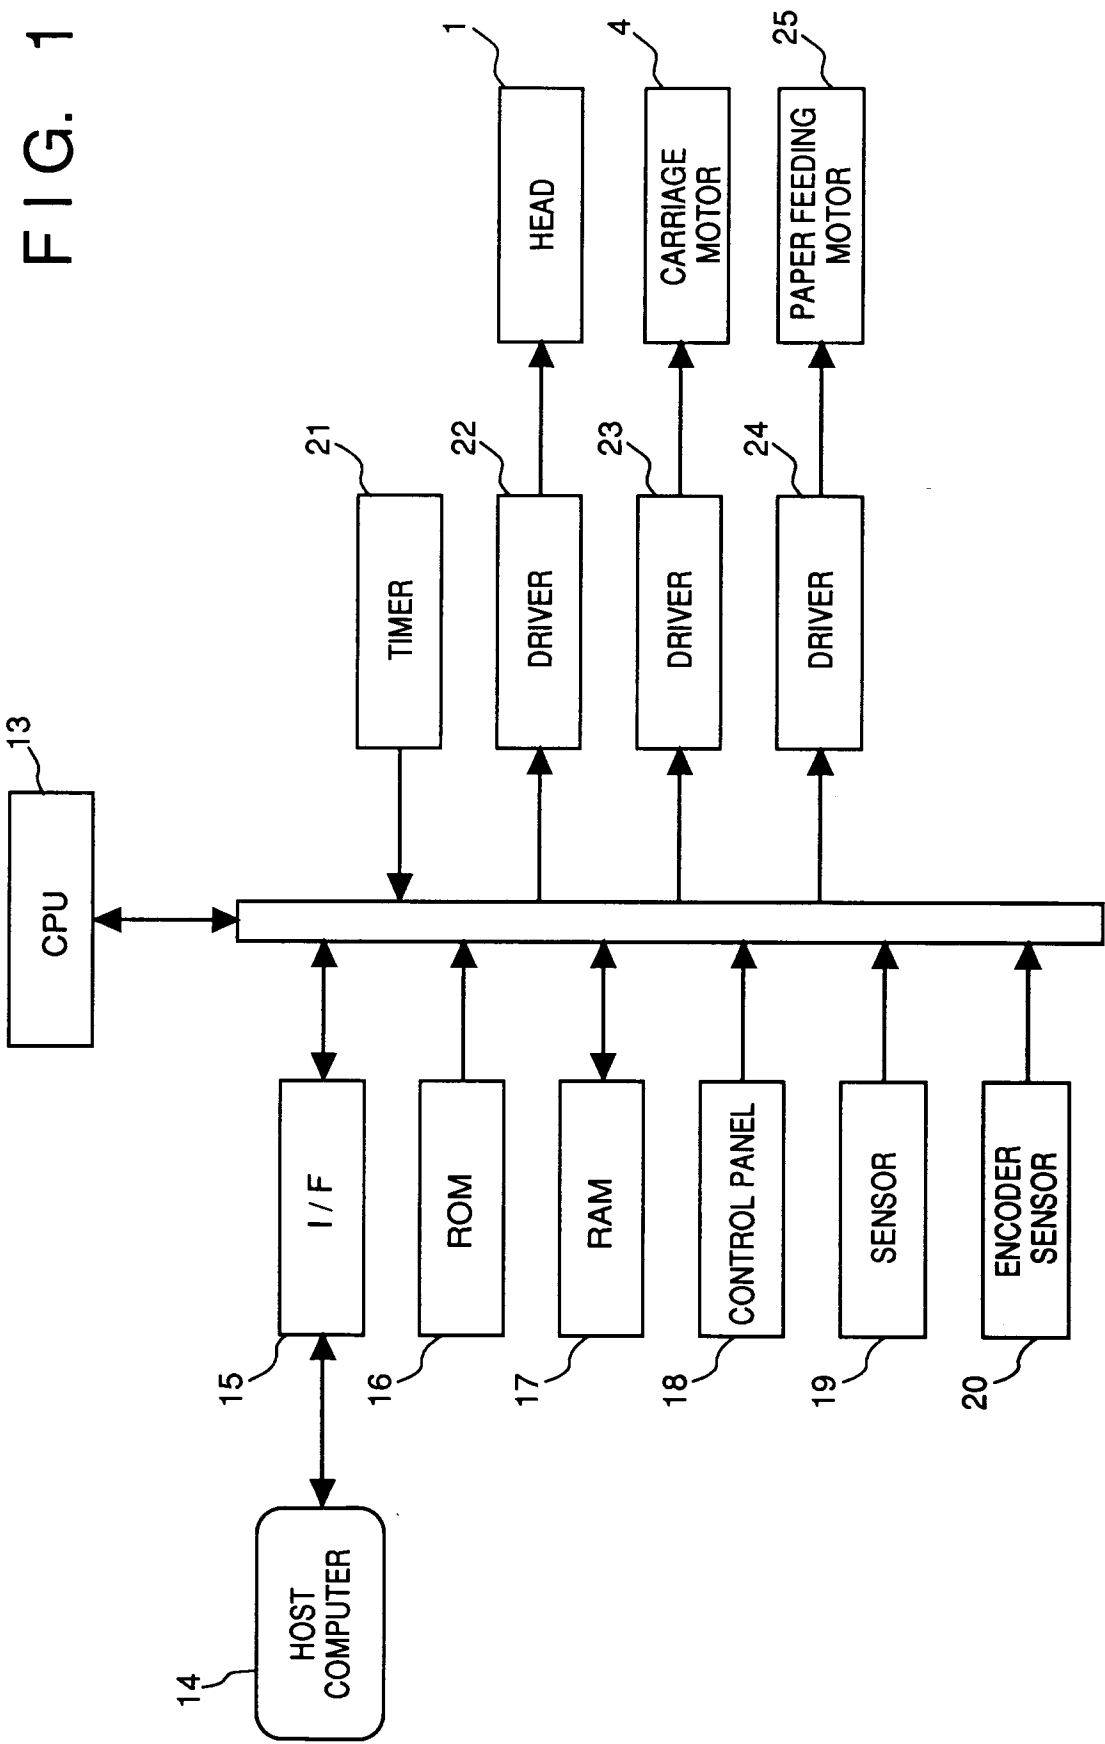 FIG. 1
13
CPU
14
HOST
COMPUTER
15
I/F
16
ROM
17
RAM
18
CONTROL PANEL
19
SENSOR
20
ENCODER
SENSOR
21
TIMER
22
DRIVER
1
HEAD
23
DRIVER
4
CARRIAGE
MOTOR
24
DRIVER
25
PAPER FEEDING
MOTOR